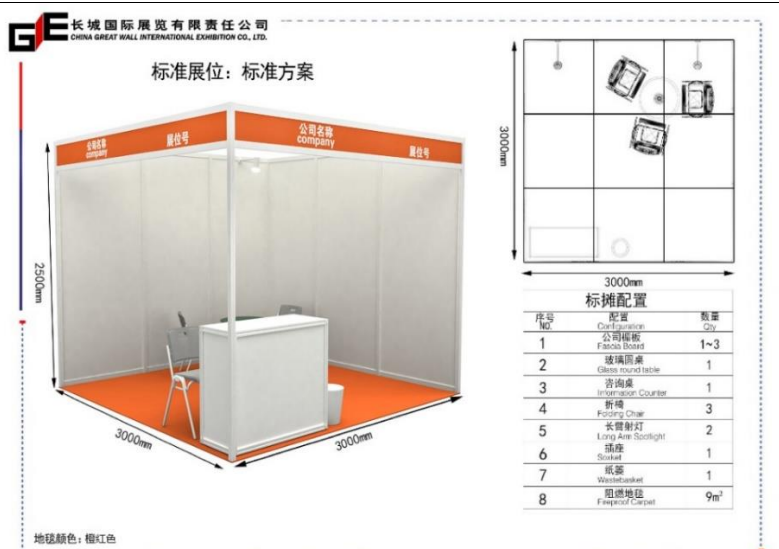 GE 长城国际展览有限责任公司
CHINA GREAT WALL INTERNATIONAL EXHIBITION CO., LTD.
标准展位：标准方案
公司名称
company
展位号
公司名称
company
展位号
2500mm
3000mm
3000mm
3000mm
3000mm
标摊配置
序号 配置 数量
NO. Configuration Qty
1 公司楣板 1~3
Fascia Board
2 玻璃圆桌 1
Glass round table
3 咨询桌 1
Information Counter
4 折椅 3
Folding Chair
5 长臂射灯 2
Long Arm Spotlight
6 插座 1
Socket
7 纸篓 1
Wastebasket
8 阻燃地毯 9m²
Fireproof Carpet
地毯颜色：橙红色